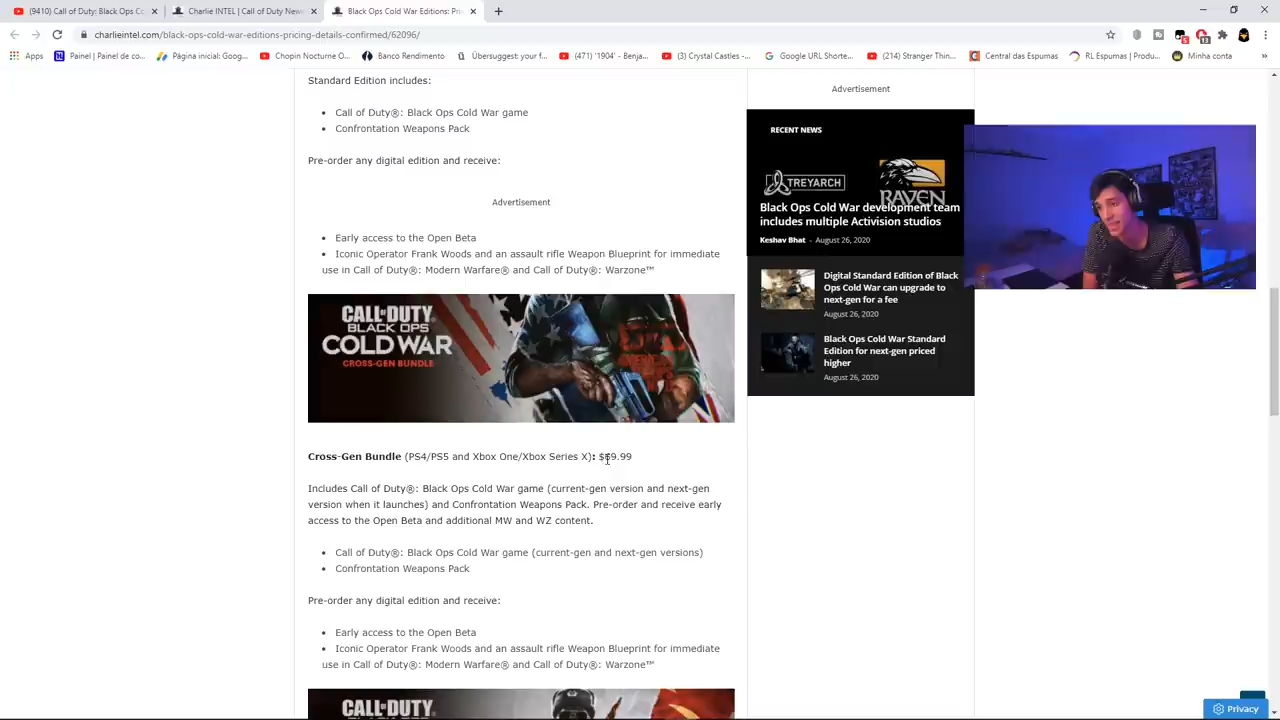 (9410) Call of Duty: Black Ops Co
Charlie INTEL | Call of Duty New
Black Ops Cold War Editions: Pri
charlieintel.com/black-ops-cold-war-editions-pricing-details-confirmed/62096/
Apps
Painel | Painel de co...
Página inicial: Goog...
Chopin Nocturne O...
Banco Rendimento
Übersuggest: your f...
(471) '1904' - Benja...
(3) Crystal Castles -...
Google URL Shorte...
(214) Stranger Thin...
Central das Espumas
RL Espumas | Produ...
Minha conta
»
Standard Edition includes:
Call of Duty®: Black Ops Cold War game
Confrontation Weapons Pack
Pre-order any digital edition and receive:
Advertisement
Early access to the Open Beta
Iconic Operator Frank Woods and an assault rifle Weapon Blueprint for immediate
use in Call of Duty®: Modern Warfare® and Call of Duty®: Warzone™
CALL OF DUTY
BLACK OPS
COLD WAR
CROSS-GEN BUNDLE
Cross-Gen Bundle (PS4/PS5 and Xbox One/Xbox Series X): $69.99
Includes Call of Duty®: Black Ops Cold War game (current-gen version and next-gen
version when it launches) and Confrontation Weapons Pack. Pre-order and receive early
access to the Open Beta and additional MW and WZ content.
Call of Duty®: Black Ops Cold War game (current-gen and next-gen versions)
Confrontation Weapons Pack
Pre-order any digital edition and receive:
Early access to the Open Beta
Iconic Operator Frank Woods and an assault rifle Weapon Blueprint for immediate
use in Call of Duty®: Modern Warfare® and Call of Duty®: Warzone™
CALL OF DUTY
Advertisement
RECENT NEWS
TREYARCH
RAVEN
Black Ops Cold War development team
includes multiple Activision studios
Keshav Bhat - August 26, 2020
Digital Standard Edition of Black
Ops Cold War can upgrade to
next-gen for a fee
August 26, 2020
Black Ops Cold War Standard
Edition for next-gen priced
higher
August 26, 2020
Privacy